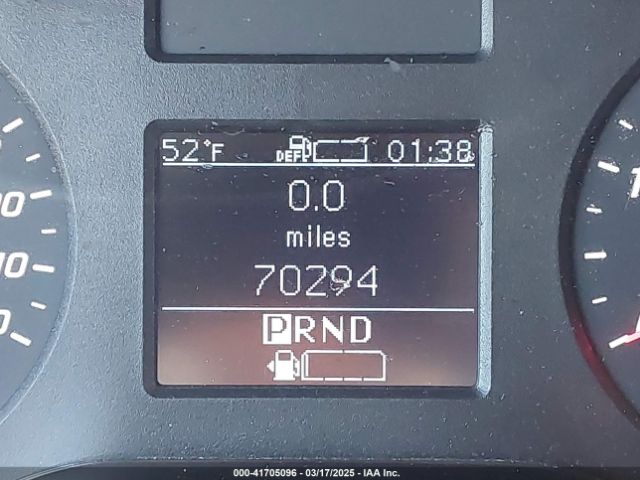 52°F DEF 01:38
0.0
miles
70294
PRND
000-41705096 - 03/17/2025 - IAA Inc.